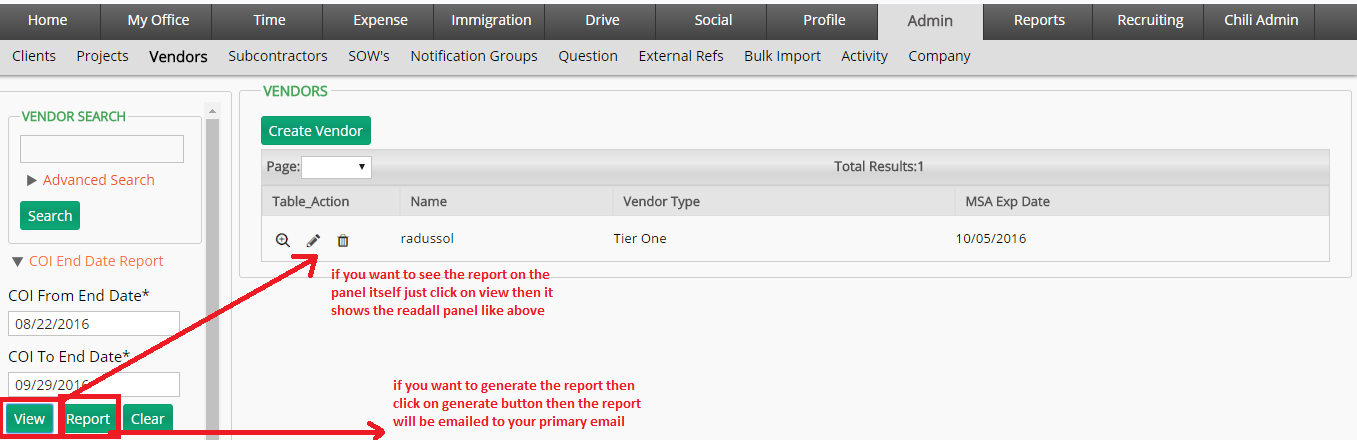 Home My Office Time Expense Immigration Drive Social Profile Admin Reports Recruiting Chili Admin
Clients Projects Vendors Subcontractors SOW's Notification Groups Question External Refs Bulk Import Activity Company
VENDOR SEARCH
Advanced Search
Search
COI End Date Report
COI From End Date*
08/22/2016
COI To End Date*
09/29/2016
View Report Clear
VENDORS
Create Vendor
Page: Total Results:1
Table_Action Name Vendor Type MSA Exp Date
radussol Tier One 10/05/2016
if you want to see the report on the
panel itself just click on view then it
shows the readall panel like above
if you want to generate the report then
click on generate button then the report
will be emailed to your primary email